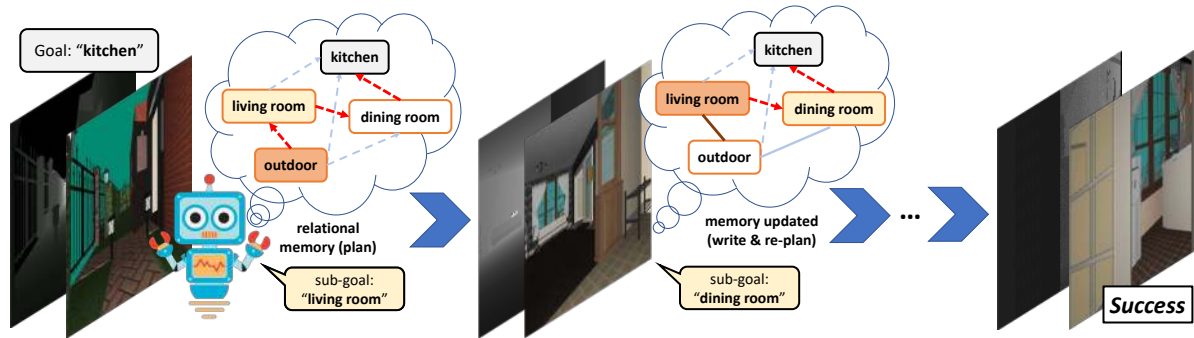 Goal: “kitchen”
kitchen
living room
dining room
outdoor
relational
memory (plan)
sub-goal:
“living room”
kitchen
living room
dining room
outdoor
memory updated
(write & re-plan)
sub-goal:
“dining room”
...
Success